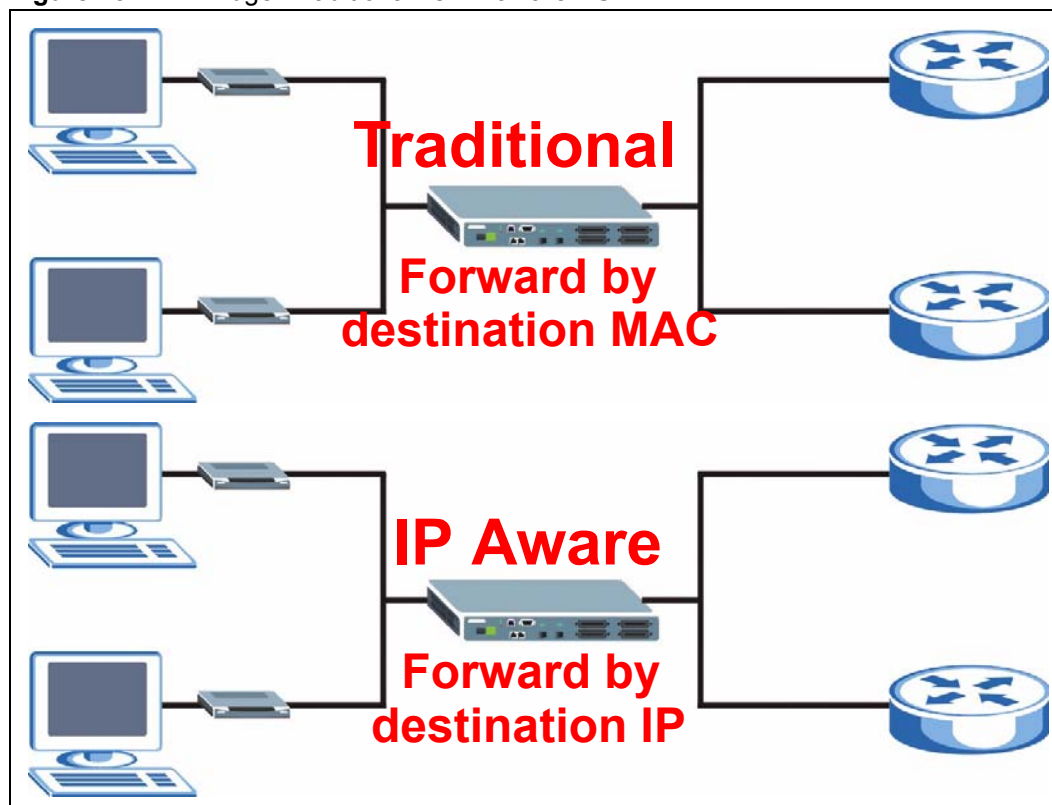 Traditional
Forward by
destination MAC
IP Aware
Forward by
destination IP